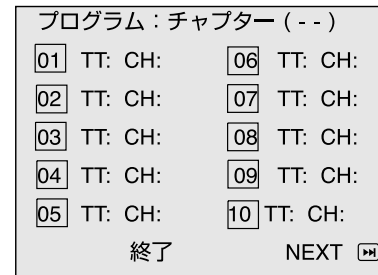 プログラム：チャプター ( - - )
01 TT: CH: 06 TT: CH:
02 TT: CH: 07 TT: CH:
03 TT: CH: 08 TT: CH:
04 TT: CH: 09 TT: CH:
05 TT: CH: 10 TT: CH:
終了 NEXT ⏭